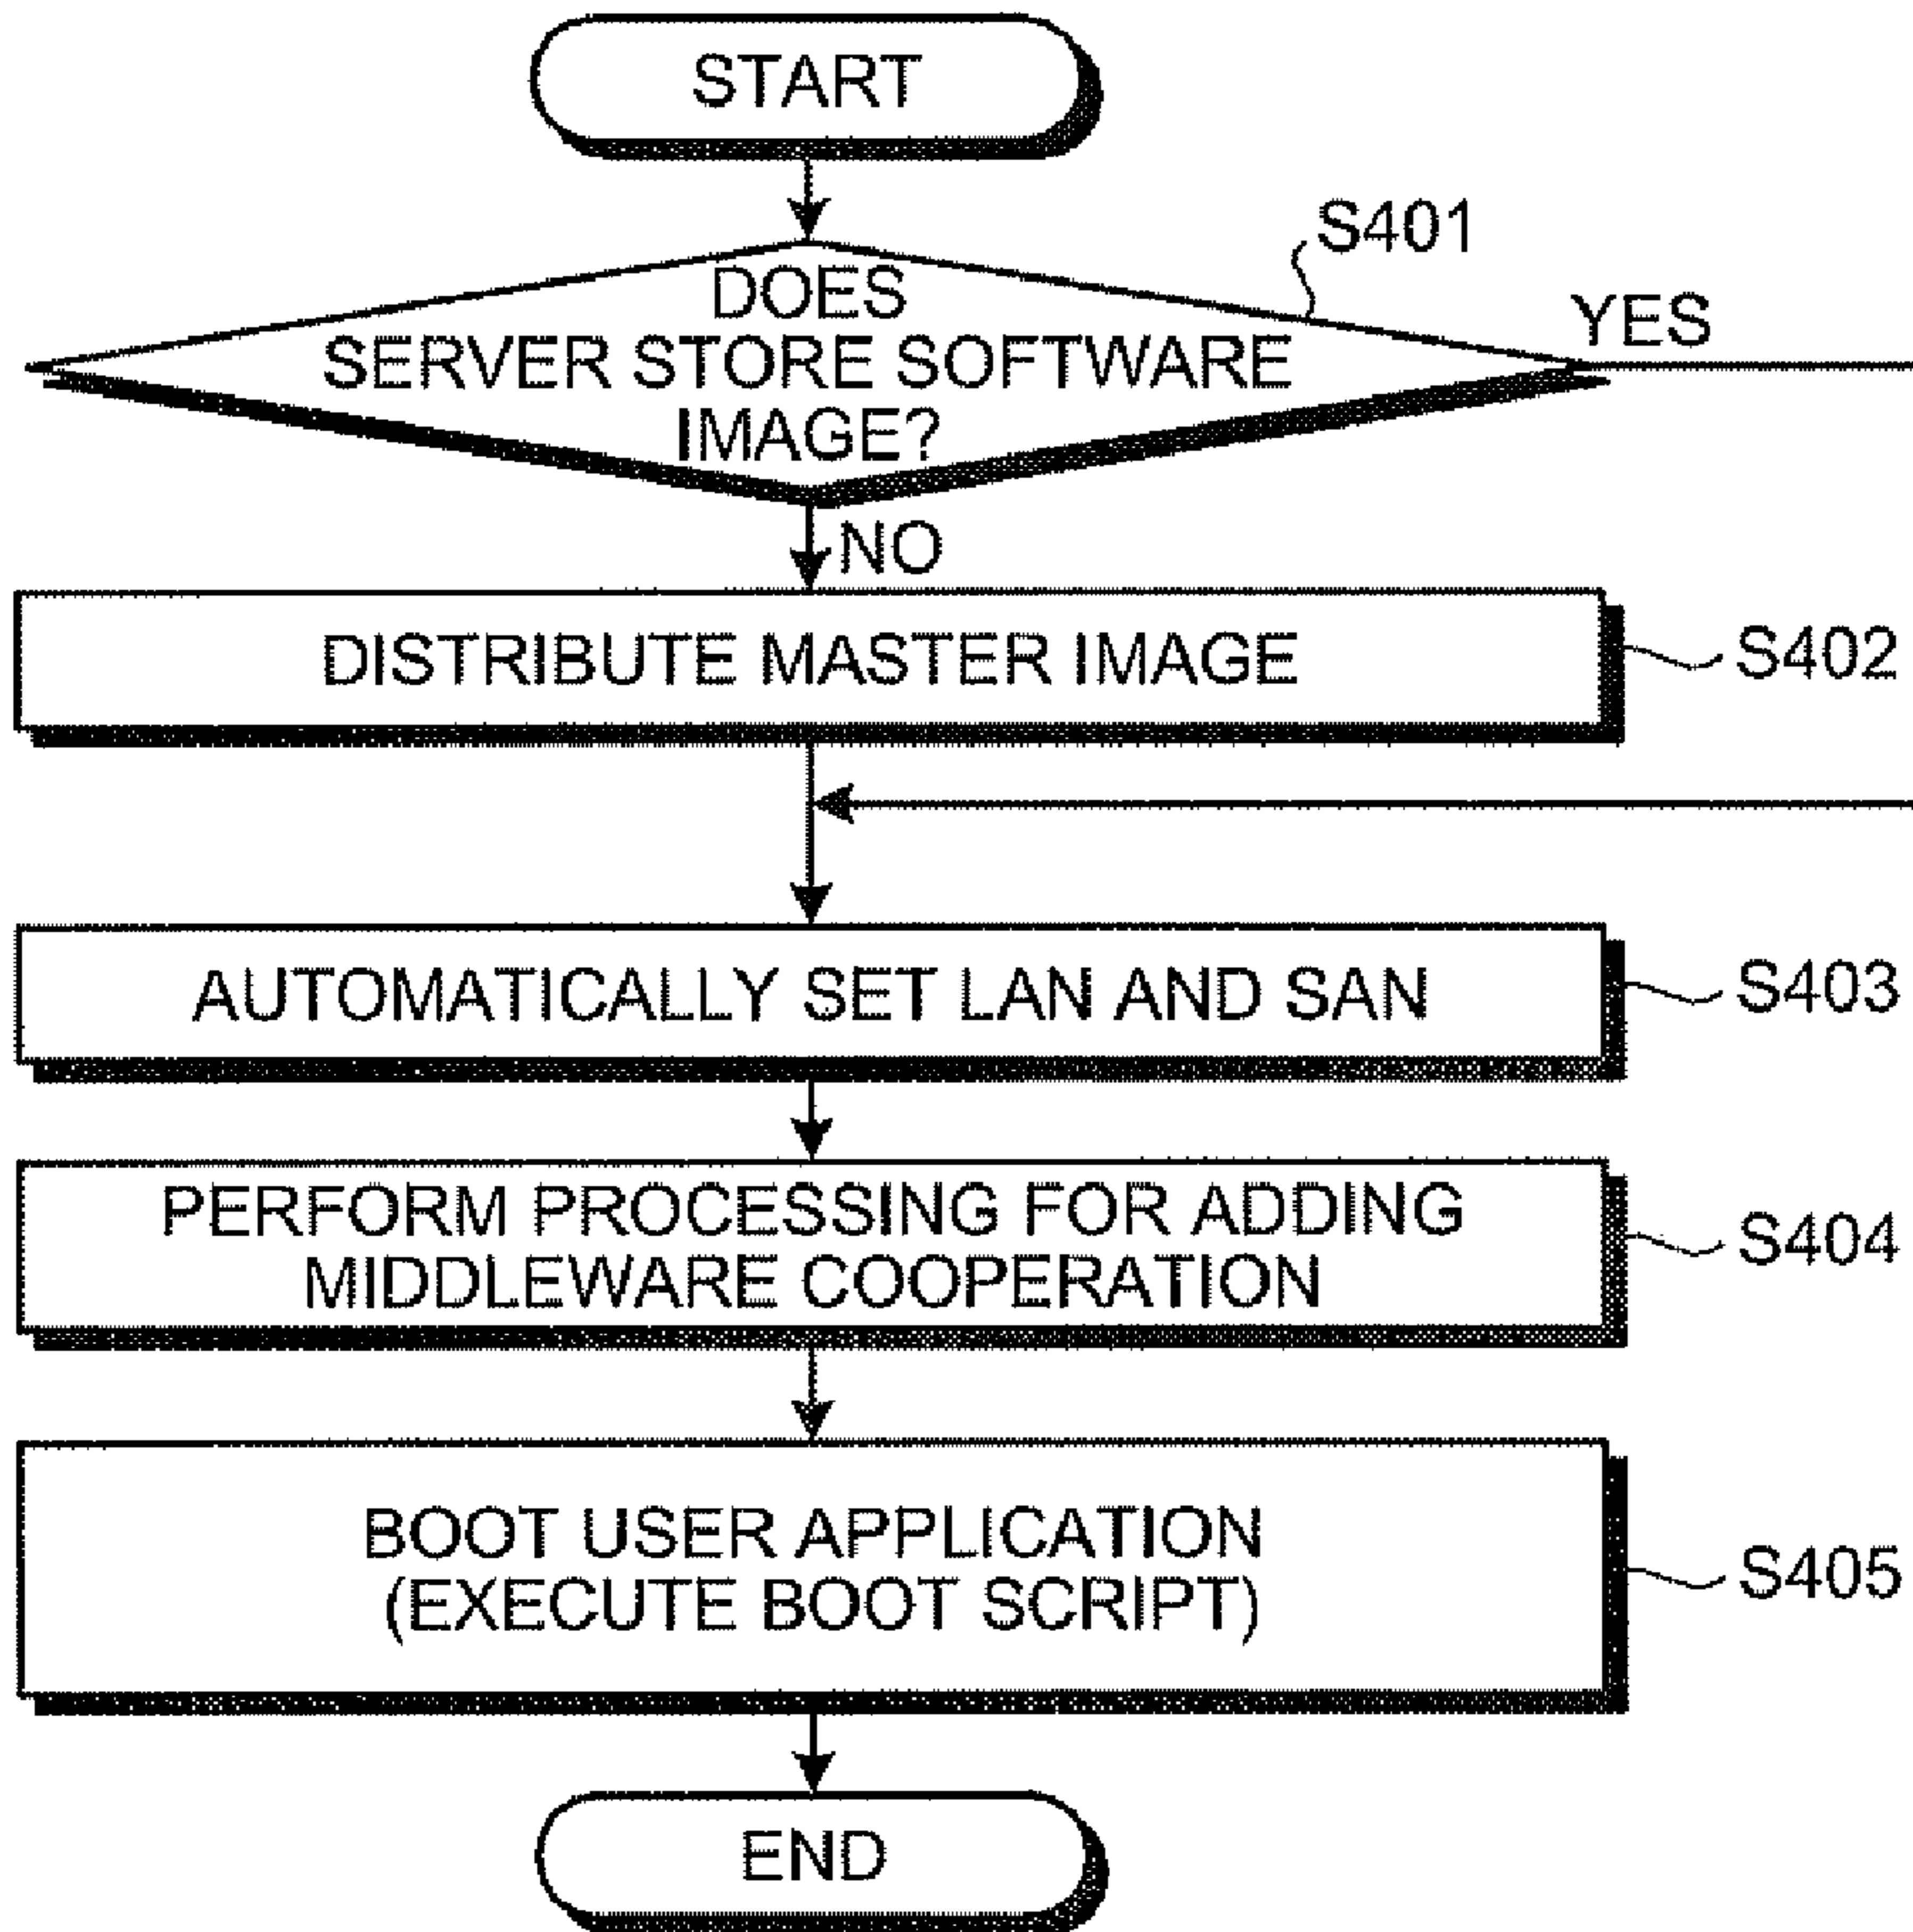 START
S401
DOES
SERVER STORE SOFTWARE
IMAGE?
YES
NO
DISTRIBUTE MASTER IMAGE
S402
AUTOMATICALLY SET LAN AND SAN
S403
PERFORM PROCESSING FOR ADDING
MIDDLEWARE COOPERATION
S404
BOOT USER APPLICATION
(EXECUTE BOOT SCRIPT)
S405
END